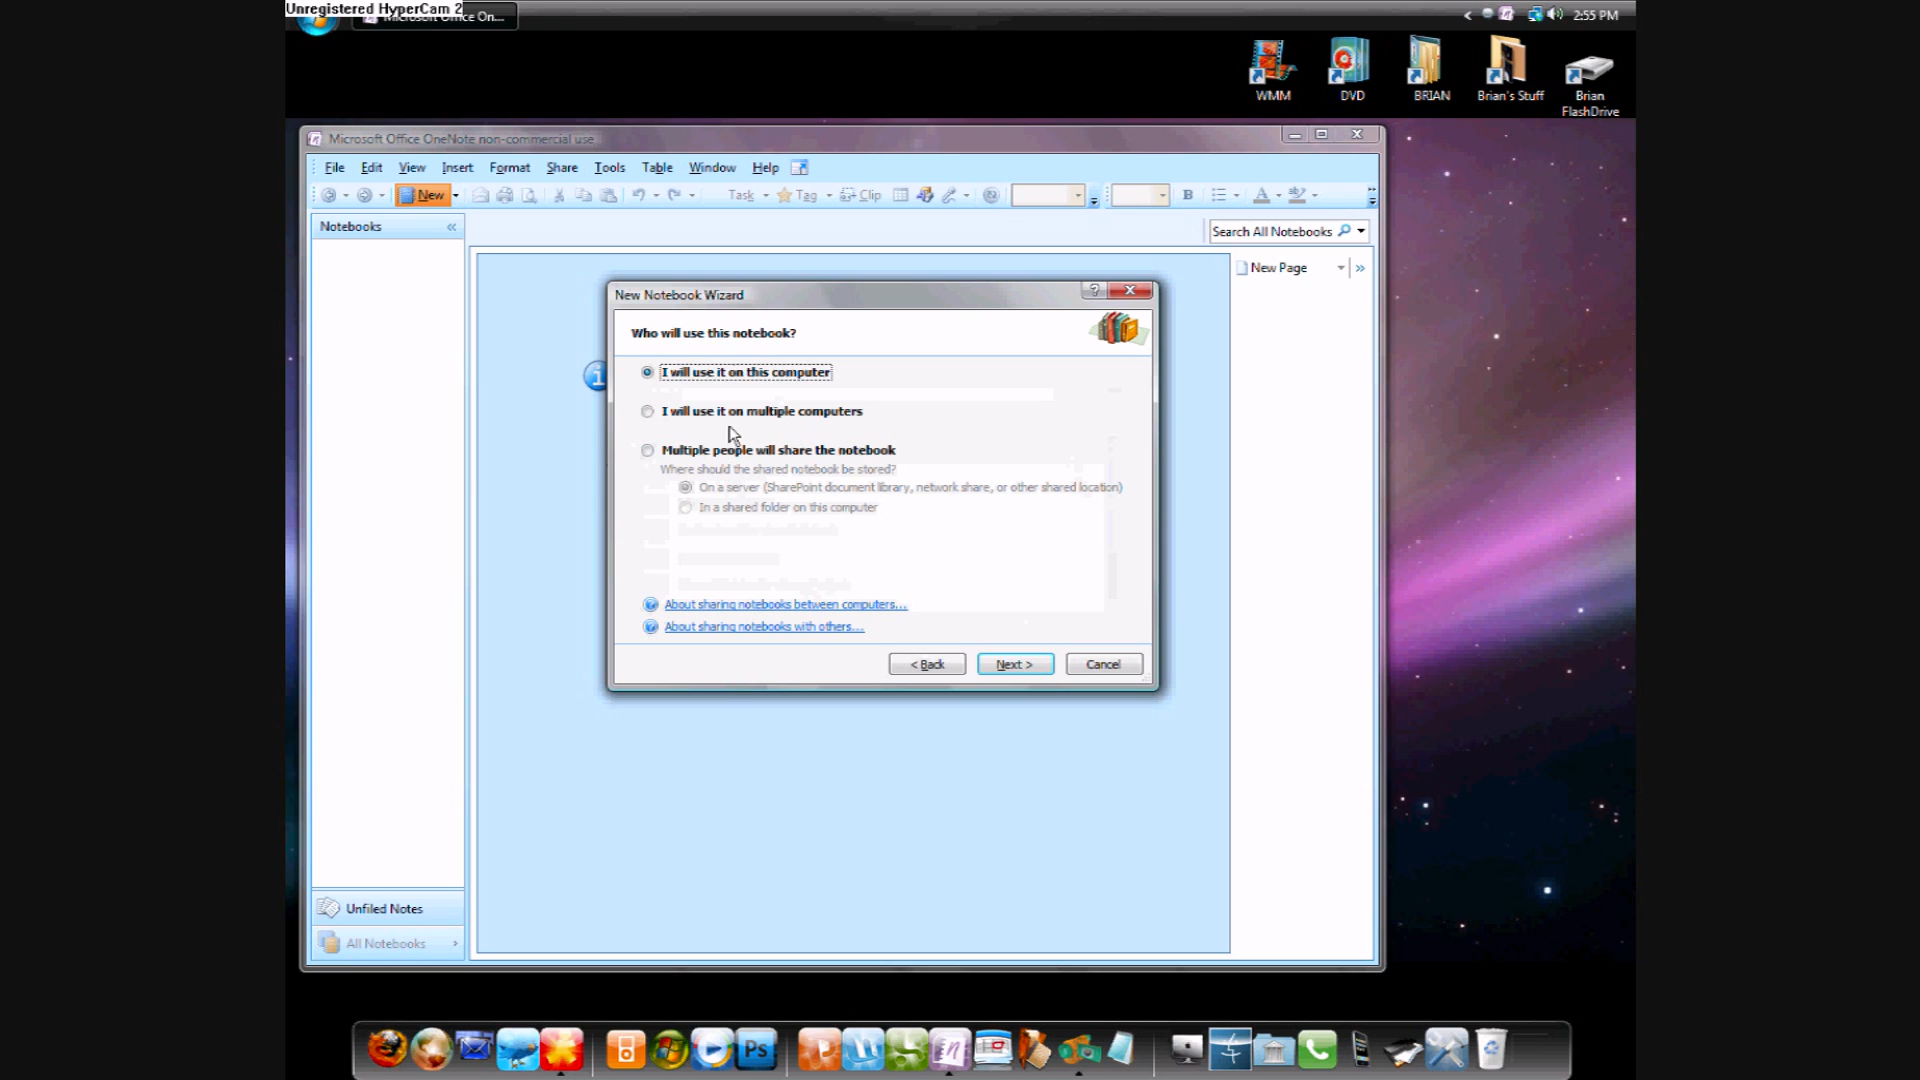 Unregistered HyperCam 2
Microsoft Office On...
2:55 PM
WMM
DVD
BRIAN
Brian's Stuff
Brian FlashDrive
Microsoft Office OneNote non-commercial use
File Edit View Insert Format Share Tools Table Window Help
New Task Tag Clip B A ab
Notebooks «
Search All Notebooks
New Page »
New Notebook Wizard
Who will use this notebook?
I will use it on this computer
I will use it on multiple computers
Multiple people will share the notebook
Where should the shared notebook be stored?
On a server (SharePoint document library, network share, or other shared location)
In a shared folder on this computer
About sharing notebooks between computers...
About sharing notebooks with others...
< Back Next > Cancel
Unfiled Notes
All Notebooks
Ps